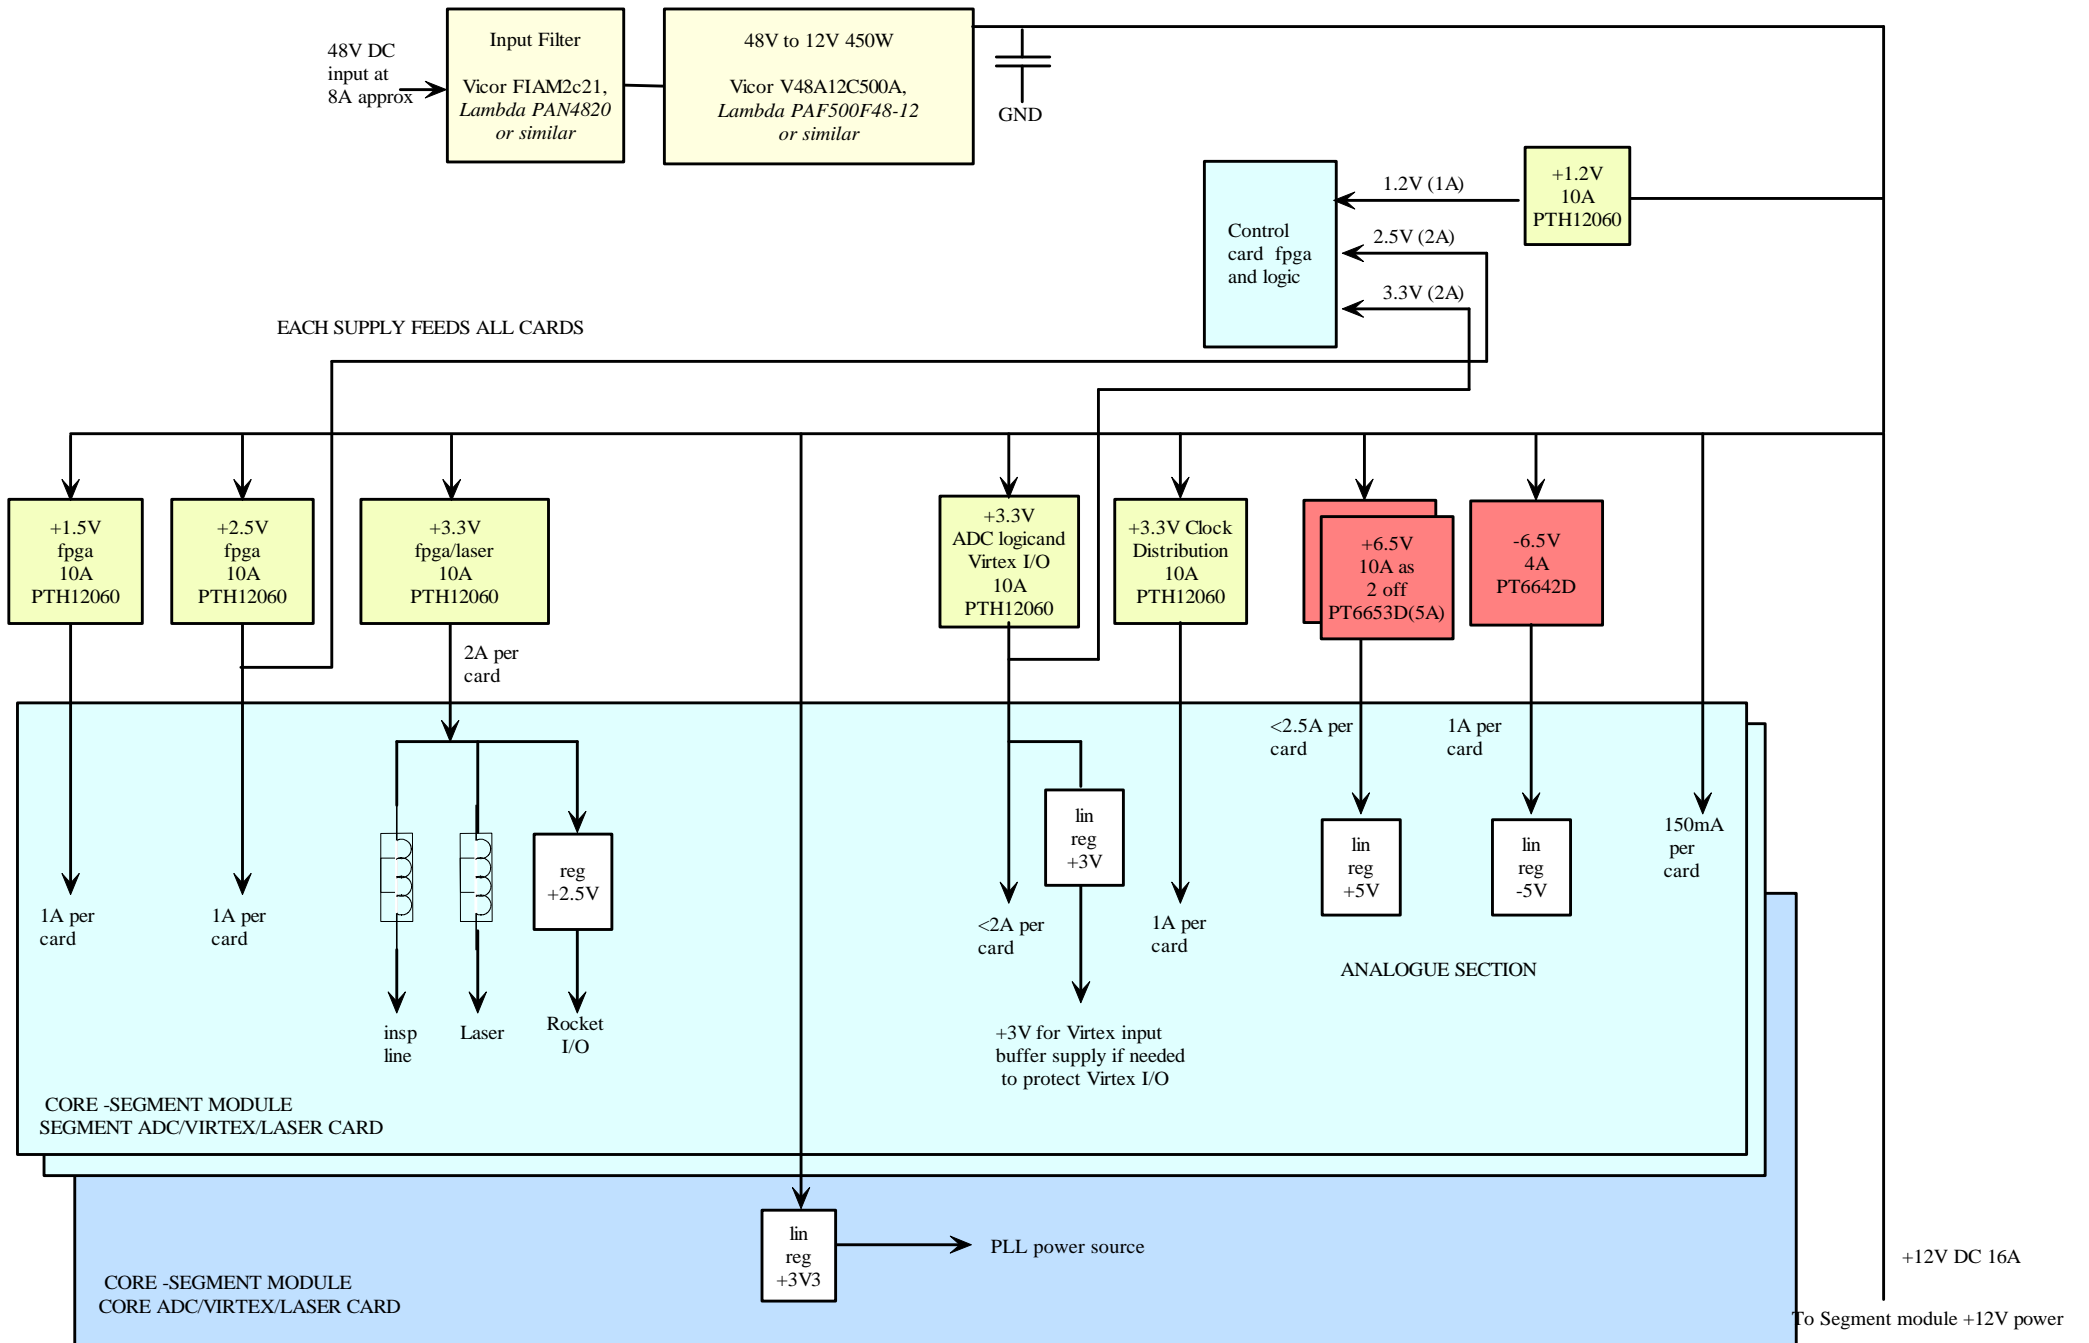 48V DC
input at
8A approx
Input Filter
Vicor FIAM2c21,
Lambda PAN4820
or similar
48V to 12V 450W
Vicor V48A12C500A,
Lambda PAF500F48-12
or similar
GND
Control
card fpga
and logic
1.2V (1A)
2.5V (2A)
3.3V (2A)
+1.2V
10A
PTH12060
EACH SUPPLY FEEDS ALL CARDS
+1.5V
fpga
10A
PTH12060
+2.5V
fpga
10A
PTH12060
+3.3V
fpga/laser
10A
PTH12060
+3.3V
ADC logicand
Virtex I/O
10A
PTH12060
+3.3V Clock
Distribution
10A
PTH12060
+6.5V
10A as
2 off
PT6653D(5A)
-6.5V
4A
PT6642D
2A per
card
<2.5A per
card
1A per
card
reg
+2.5V
lin
reg
+3V
lin
reg
+5V
lin
reg
-5V
150mA
per
card
1A per
card
1A per
card
<2A per
card
1A per
card
ANALOGUE SECTION
insp
line
Laser
Rocket
I/O
+3V for Virtex input
buffer supply if needed
to protect Virtex I/O
CORE -SEGMENT MODULE
SEGMENT ADC/VIRTEX/LASER CARD
lin
reg
+3V3
PLL power source
CORE -SEGMENT MODULE
CORE ADC/VIRTEX/LASER CARD
+12V DC 16A
To Segment module +12V power